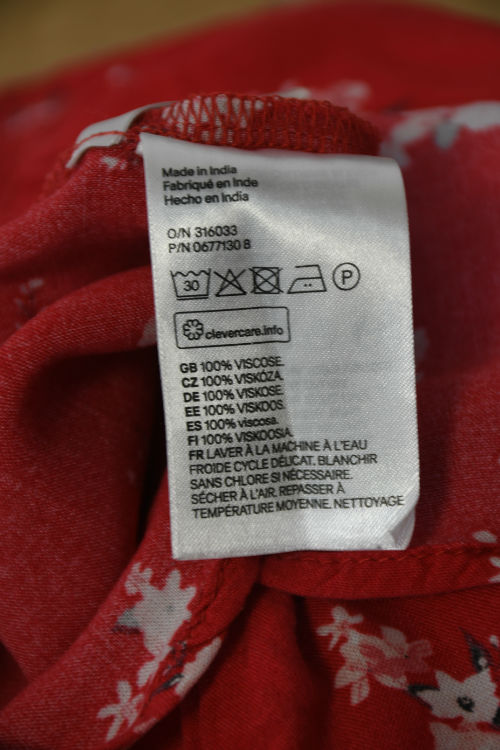 Made in India
Fabriqué en Inde
Hecho en India
O/N 316033
P/N 0677130 8
30 P
clevercare.info
GB 100% VISCOSE.
CZ 100% VISKÓZA.
DE 100% VISKOSE.
EE 100% VISKOOS.
ES 100% viscosa.
FI 100% VISKOOSIA.
FR LAVER À LA MACHINE À L'EAU
FROIDE CYCLE DÉLICAT. BLANCHIR
SANS CHLORE SI NÉCESSAIRE.
SÉCHER À L'AIR. REPASSER À
TEMPÉRATURE MOYENNE. NETTOYAGE